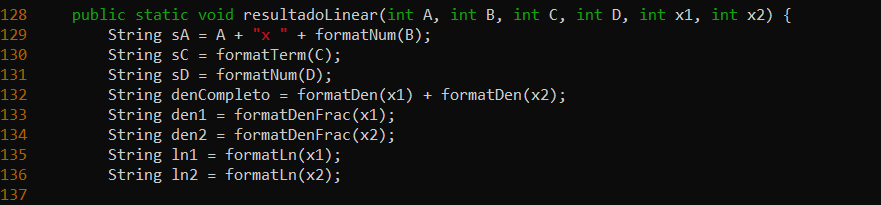 128 public static void resultadoLinear(int A, int B, int C, int D, int x1, int x2) {
129 String sA = A + "x " + formatNum(B);
130 String sC = formatTerm(C);
131 String sD = formatNum(D);
132 String denCompleto = formatDen(x1) + formatDen(x2);
133 String den1 = formatDenFrac(x1);
134 String den2 = formatDenFrac(x2);
135 String ln1 = formatLn(x1);
136 String ln2 = formatLn(x2);
137